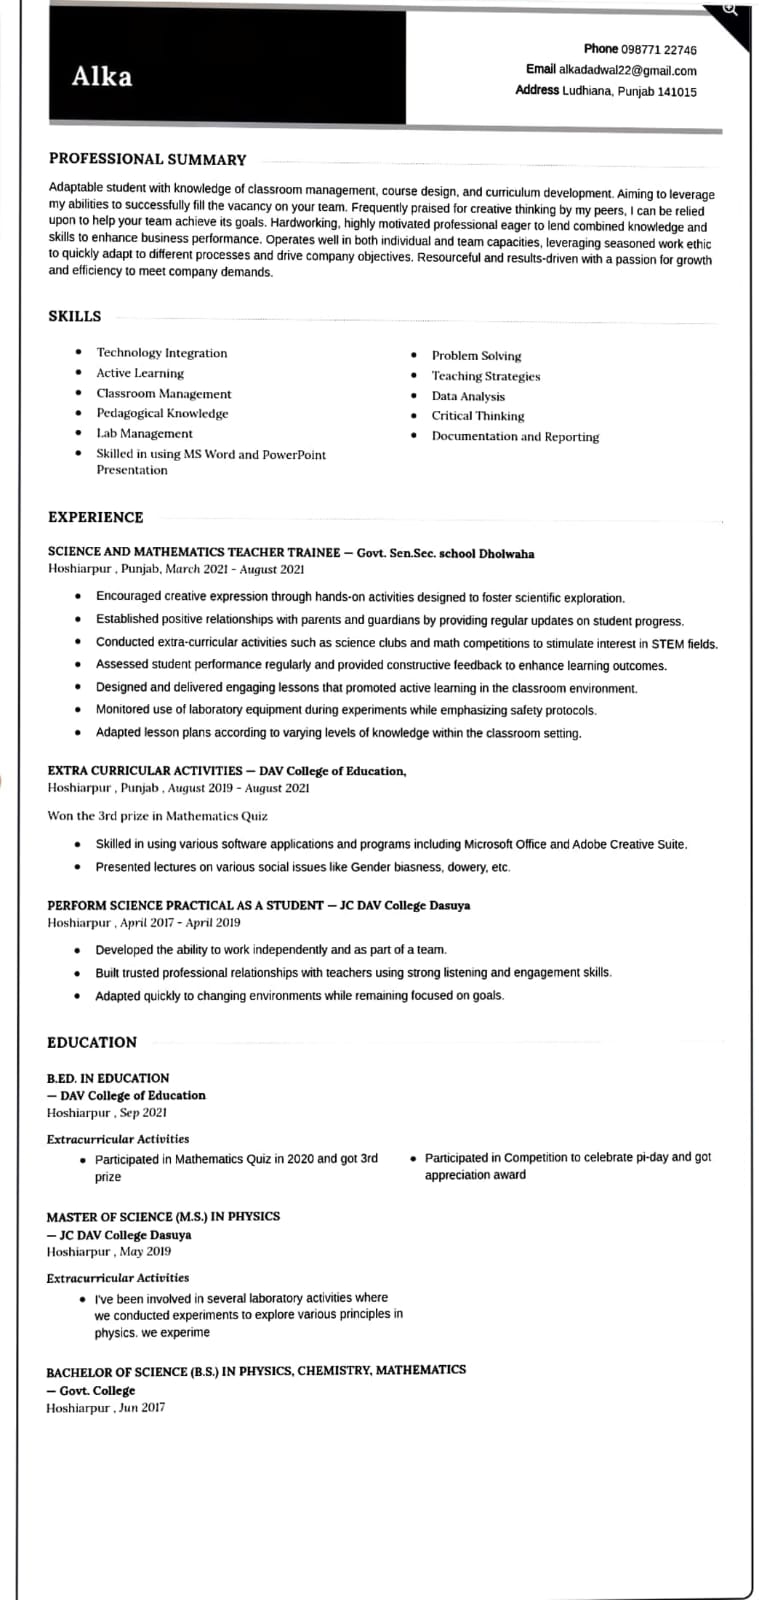 Alka
Phone 098771 22746
Email alkadadwal22@gmail.com
Address Ludhiana, Punjab 141015
PROFESSIONAL SUMMARY
Adaptable student with knowledge of classroom management, course design, and curriculum development. Aiming to leverage
my abilities to successfully fill the vacancy on your team. Frequently praised for creative thinking by my peers, I can be relied
upon to help your team achieve its goals. Hardworking, highly motivated professional eager to lend combined knowledge and
skills to enhance business performance. Operates well in both individual and team capacities, leveraging seasoned work ethic
to quickly adapt to different processes and drive company objectives. Resourceful and results-driven with a passion for growth
and efficiency to meet company demands.
SKILLS
• Technology Integration
• Active Learning
• Classroom Management
• Pedagogical Knowledge
• Lab Management
• Skilled in using MS Word and PowerPoint
Presentation
• Problem Solving
• Teaching Strategies
• Data Analysis
• Critical Thinking
• Documentation and Reporting
EXPERIENCE
SCIENCE AND MATHEMATICS TEACHER TRAINEE — Govt. Sen.Sec. school Dholwaha
Hoshiarpur , Punjab, March 2021 - August 2021
• Encouraged creative expression through hands-on activities designed to foster scientific exploration.
• Established positive relationships with parents and guardians by providing regular updates on student progress.
• Conducted extra-curricular activities such as science clubs and math competitions to stimulate interest in STEM fields.
• Assessed student performance regularly and provided constructive feedback to enhance learning outcomes.
• Designed and delivered engaging lessons that promoted active learning in the classroom environment.
• Monitored use of laboratory equipment during experiments while emphasizing safety protocols.
• Adapted lesson plans according to varying levels of knowledge within the classroom setting.
EXTRA CURRICULAR ACTIVITIES — DAV College of Education,
Hoshiarpur , Punjab , August 2019 - August 2021
Won the 3rd prize in Mathematics Quiz
• Skilled in using various software applications and programs including Microsoft Office and Adobe Creative Suite.
• Presented lectures on various social issues like Gender biasness, dowery, etc.
PERFORM SCIENCE PRACTICAL AS A STUDENT — JC DAV College Dasuya
Hoshiarpur , April 2017 - April 2019
• Developed the ability to work independently and as part of a team.
• Built trusted professional relationships with teachers using strong listening and engagement skills.
• Adapted quickly to changing environments while remaining focused on goals.
EDUCATION
B.ED. IN EDUCATION
— DAV College of Education
Hoshiarpur , Sep 2021
Extracurricular Activities
• Participated in Mathematics Quiz in 2020 and got 3rd
prize
• Participated in Competition to celebrate pi-day and got
appreciation award
MASTER OF SCIENCE (M.S.) IN PHYSICS
— JC DAV College Dasuya
Hoshiarpur , May 2019
Extracurricular Activities
• I've been involved in several laboratory activities where
we conducted experiments to explore various principles in
physics. we experime
BACHELOR OF SCIENCE (B.S.) IN PHYSICS, CHEMISTRY, MATHEMATICS
— Govt. College
Hoshiarpur , Jun 2017